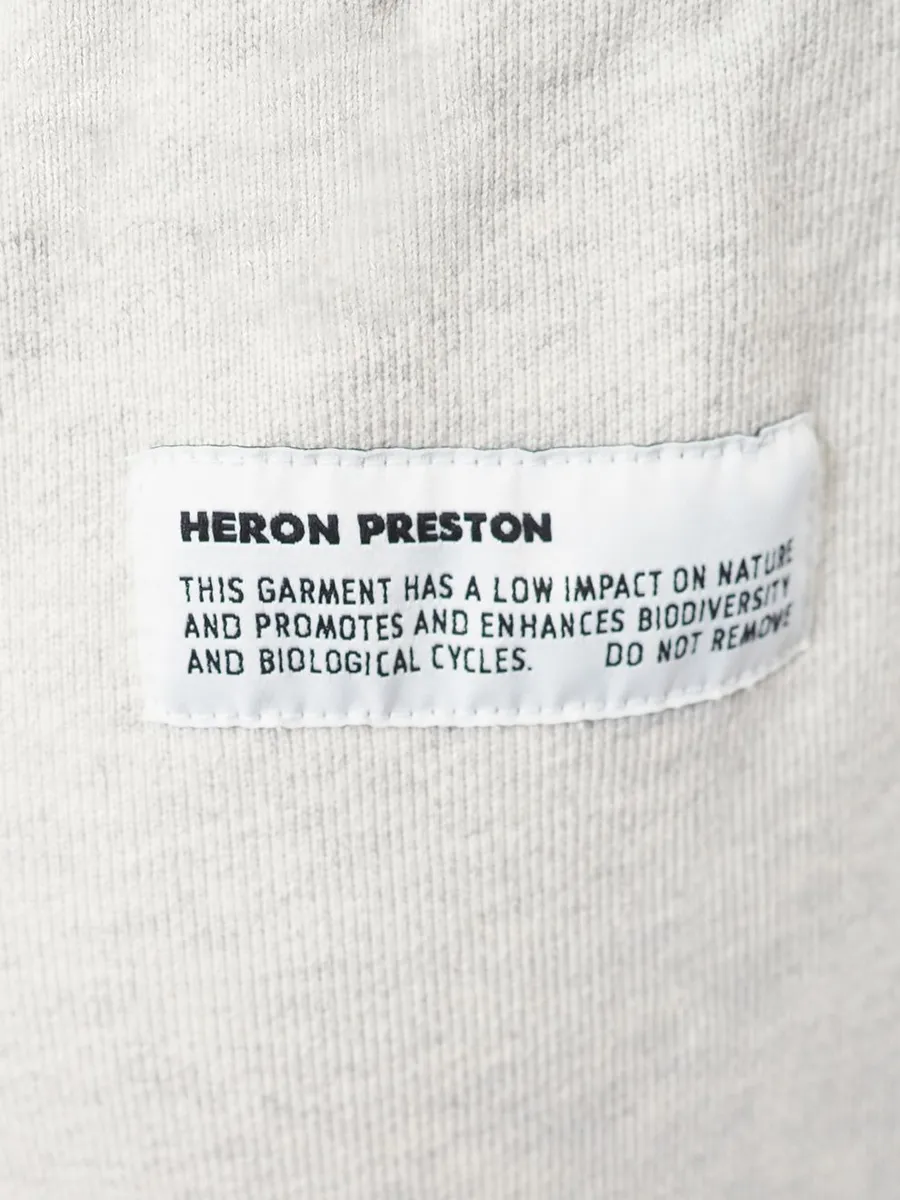 HERON PRESTON
THIS GARMENT HAS A LOW IMPACT ON NATURE
AND PROMOTES AND ENHANCES BIODIVERSITY
AND BIOLOGICAL CYCLES. DO NOT REMOVE